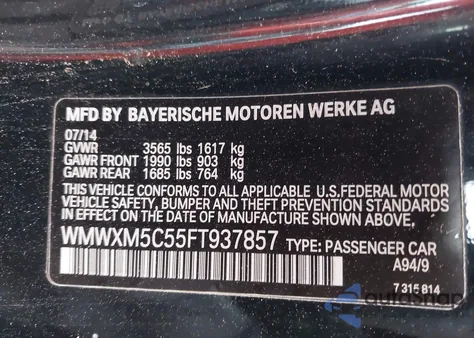 MFD BY BAYERISCHE MOTOREN WERKE AG
07/14
GVWR 3565 lbs 1617 kg
GAWR FRONT 1990 lbs 903 kg
GAWR REAR 1685 lbs 764 kg
THIS VEHICLE CONFORMS TO ALL APPLICABLE U.S.FEDERAL MOTOR
VEHICLE SAFETY, BUMPER AND THEFT PREVENTION STANDARDS
IN EFFECT ON THE DATE OF MANUFACTURE SHOWN ABOVE.
WMWXM5C55FT937857 TYPE: PASSENGER CAR
A94/9
7 315 814
autosnap